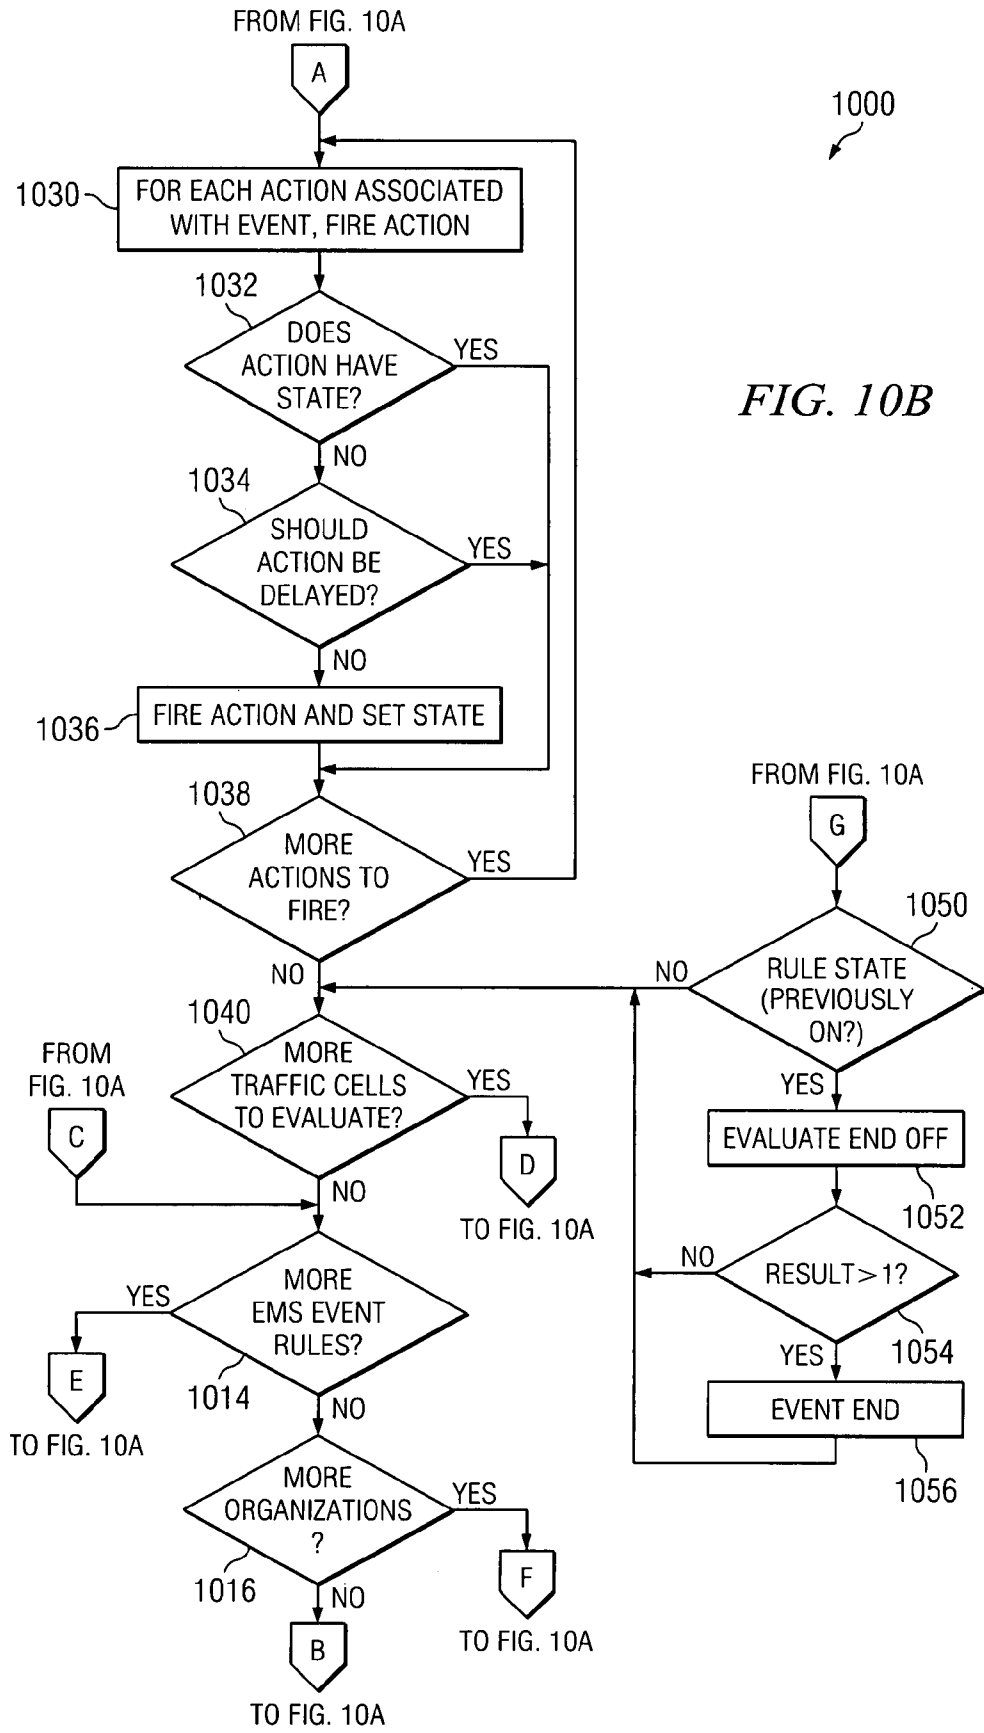 FROM FIG. 10A
A
1000
1030
FOR EACH ACTION ASSOCIATED
WITH EVENT, FIRE ACTION
1032
DOES
ACTION HAVE
STATE?
YES
NO
FIG. 10B
1034
SHOULD
ACTION BE
DELAYED?
YES
NO
1036
FIRE ACTION AND SET STATE
1038
MORE
ACTIONS TO
FIRE?
YES
NO
FROM FIG. 10A
G
1050
RULE STATE
(PREVIOUSLY
ON?)
NO
YES
1040
MORE
TRAFFIC CELLS
TO EVALUATE?
YES
NO
D
TO FIG. 10A
FROM
FIG. 10A
C
EVALUATE END OFF
1052
RESULT>1?
NO
1054
YES
EVENT END
1056
MORE
EMS EVENT
RULES?
YES
1014
NO
E
TO FIG. 10A
MORE
ORGANIZATIONS
?
YES
1016
NO
F
TO FIG. 10A
B
TO FIG. 10A